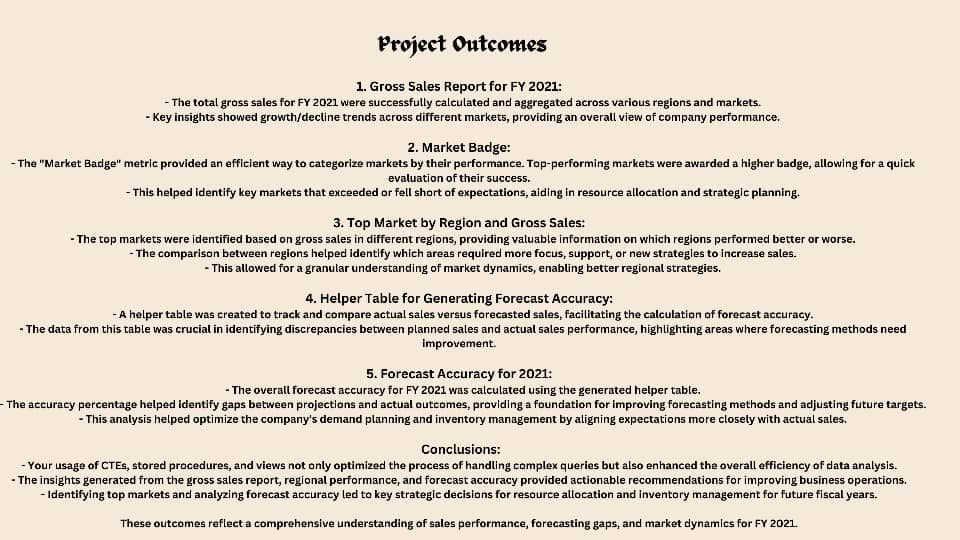 Project Outcomes
1. Gross Sales Report for FY 2021:
- The total gross sales for FY 2021 were successfully calculated and aggregated across various regions and markets.
- Key insights showed growth/decline trends across different markets, providing an overall view of company performance.
2. Market Badge:
- The "Market Badge" metric provided an efficient way to categorize markets by their performance. Top-performing markets were awarded a higher badge, allowing for a quick
evaluation of their success.
- This helped identify key markets that exceeded or fell short of expectations, aiding in resource allocation and strategic planning.
3. Top Market by Region and Gross Sales:
- The top markets were identified based on gross sales in different regions, providing valuable information on which regions performed better or worse.
- The comparison between regions helped identify which areas required more focus, support, or new strategies to increase sales.
- This allowed for a granular understanding of market dynamics, enabling better regional strategies.
4. Helper Table for Generating Forecast Accuracy:
- A helper table was created to track and compare actual sales versus forecasted sales, facilitating the calculation of forecast accuracy.
- The data from this table was crucial in identifying discrepancies between planned sales and actual sales performance, highlighting areas where forecasting methods need
improvement.
5. Forecast Accuracy for 2021:
- The overall forecast accuracy for FY 2021 was calculated using the generated helper table.
- The accuracy percentage helped identify gaps between projections and actual outcomes, providing a foundation for improving forecasting methods and adjusting future targets.
- This analysis helped optimize the company's demand planning and inventory management by aligning expectations more closely with actual sales.
Conclusions:
- Your usage of CTEs, stored procedures, and views not only optimized the process of handling complex queries but also enhanced the overall efficiency of data analysis.
- The insights generated from the gross sales report, regional performance, and forecast accuracy provided actionable recommendations for improving business operations.
- Identifying top markets and analyzing forecast accuracy led to key strategic decisions for resource allocation and inventory management for future fiscal years.
These outcomes reflect a comprehensive understanding of sales performance, forecasting gaps, and market dynamics for FY 2021.